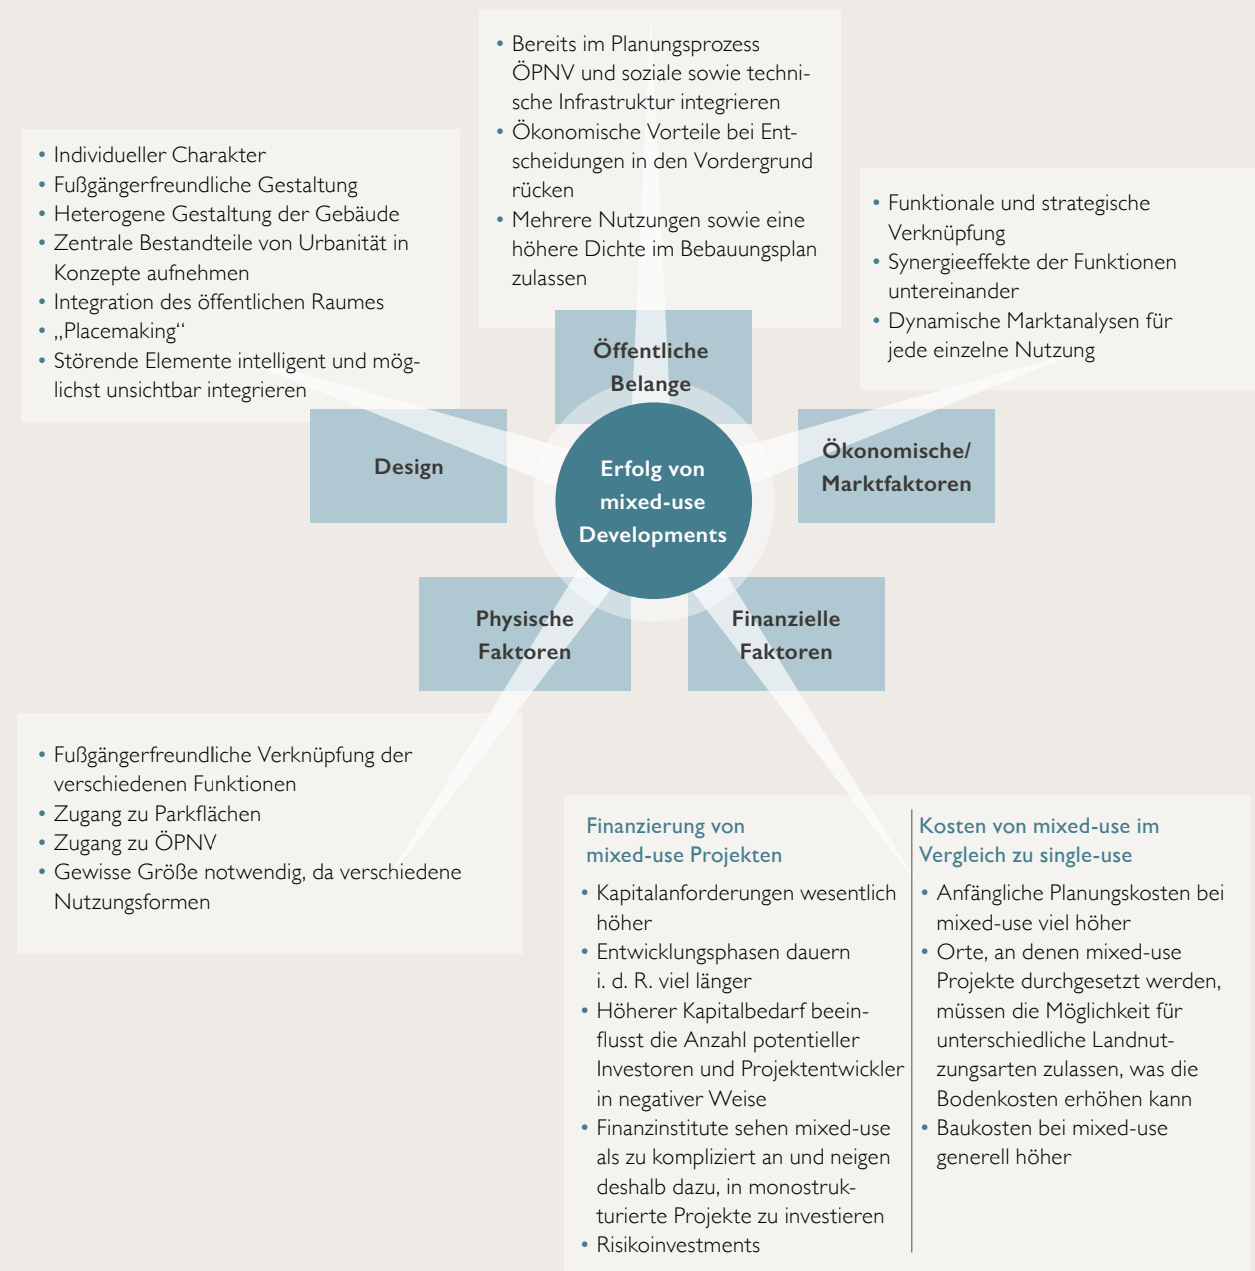 • Bereits im Planungsprozess
ÖPNV und soziale sowie techni-
sche Infrastruktur integrieren
• Ökonomische Vorteile bei Ent-
scheidungen in den Vordergrund
rücken
• Mehrere Nutzungen sowie eine
höhere Dichte im Bebauungsplan
zulassen
• Individueller Charakter
• Fußgängerfreundliche Gestaltung
• Heterogene Gestaltung der Gebäude
• Zentrale Bestandteile von Urbanität in
Konzepte aufnehmen
• Integration des öffentlichen Raumes
• „Placemaking“
• Störende Elemente intelligent und mög-
lichst unsichtbar integrieren
• Funktionale und strategische
Verknüpfung
• Synergieeffekte der Funktionen
untereinander
• Dynamische Marktanalysen für
jede einzelne Nutzung
Öffentliche
Belange
Design
Erfolg von
mixed-use
Developments
Ökonomische/
Marktfaktoren
Physische
Faktoren
Finanzielle
Faktoren
• Fußgängerfreundliche Verknüpfung der
verschiedenen Funktionen
• Zugang zu Parkflächen
• Zugang zu ÖPNV
• Gewisse Größe notwendig, da verschiedene
Nutzungsformen
Finanzierung von
mixed-use Projekten
• Kapitalanforderungen wesentlich
höher
• Entwicklungsphasen dauern
i. d. R. viel länger
• Höherer Kapitalbedarf beein-
flusst die Anzahl potentieller
Investoren und Projektentwickler
in negativer Weise
• Finanzinstitute sehen mixed-use
als zu kompliziert an und neigen
deshalb dazu, in monostruk-
turierte Projekte zu investieren
• Risikoinvestments
Kosten von mixed-use im
Vergleich zu single-use
• Anfängliche Planungskosten bei
mixed-use viel höher
• Orte, an denen mixed-use
Projekte durchgesetzt werden,
müssen die Möglichkeit für
unterschiedliche Landnut-
zungsarten zulassen, was die
Bodenkosten erhöhen kann
• Baukosten bei mixed-use
generell höher